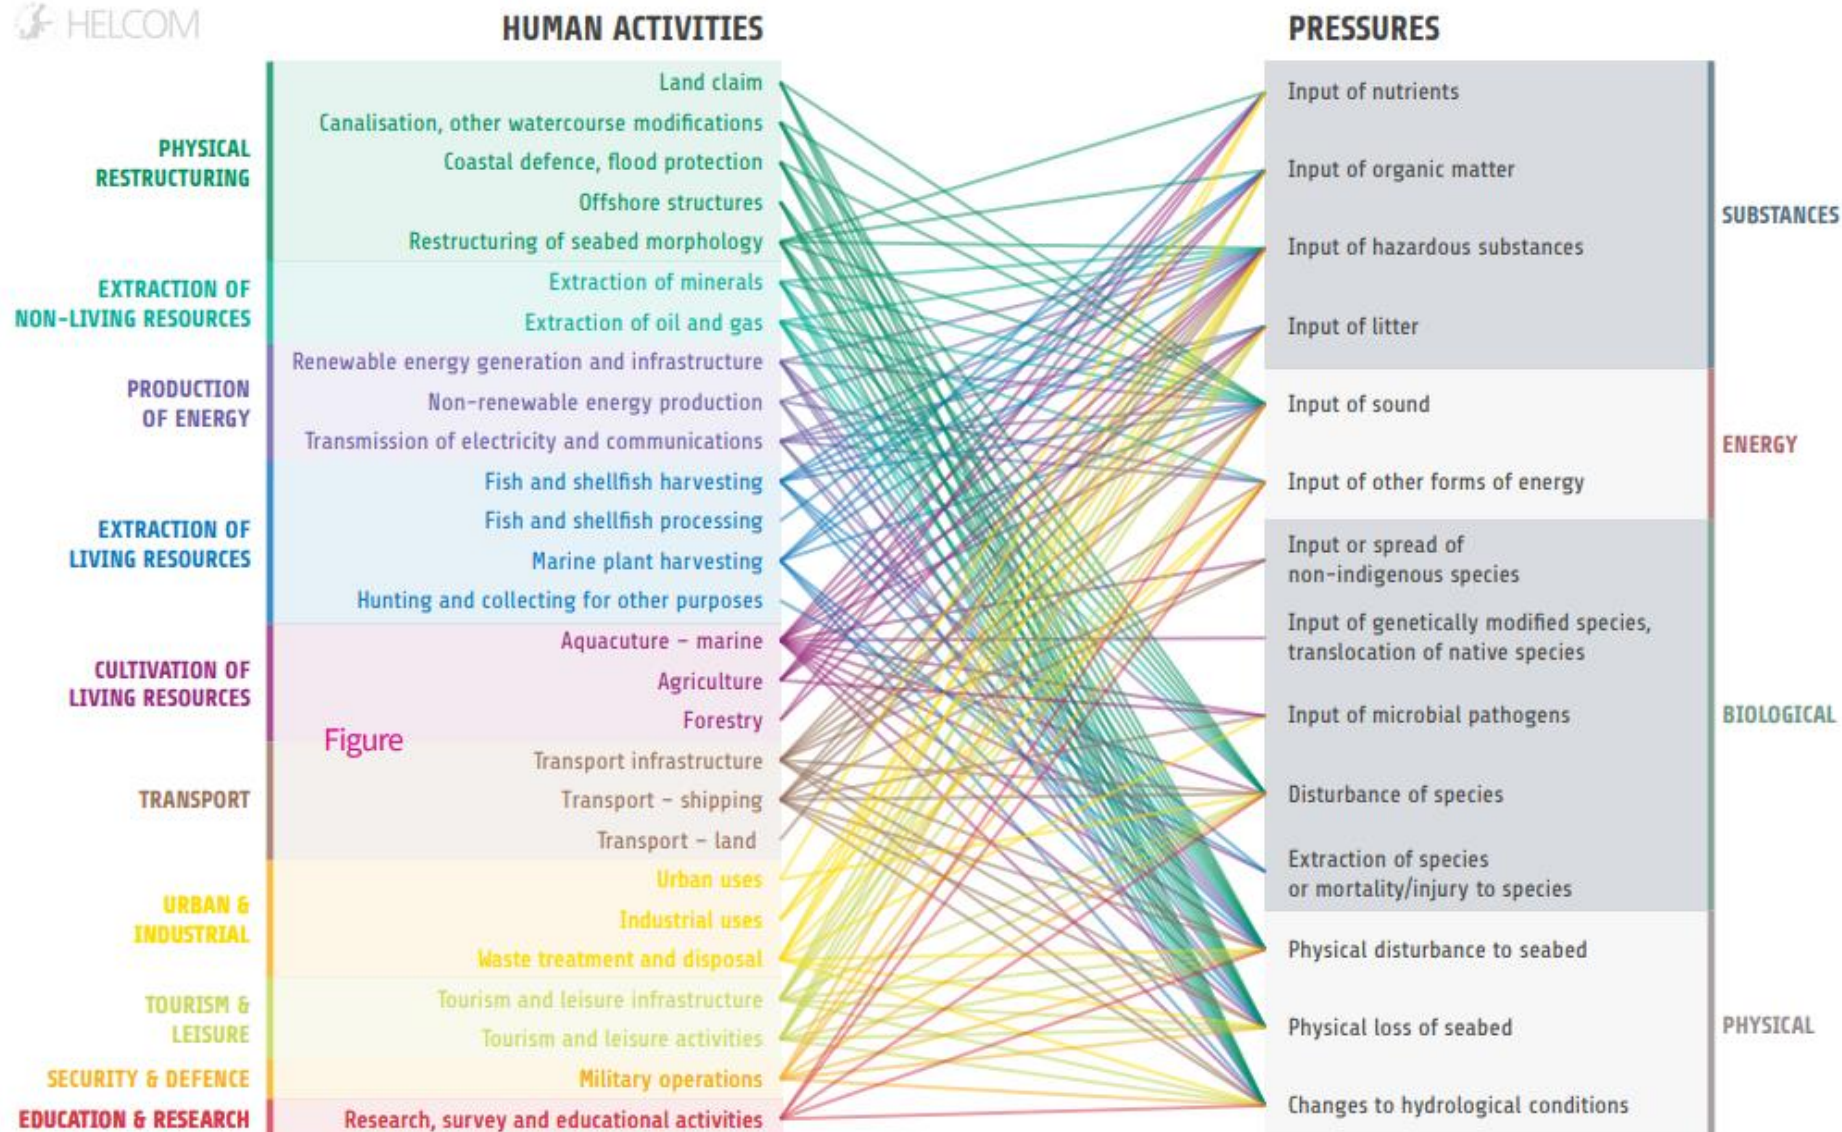 HELCOM
HUMAN ACTIVITIES
PHYSICAL
RESTRUCTURING
Land claim
Canalisation, other watercourse modifications
Coastal defence, flood protection
Offshore structures
Restructuring of seabed morphology
EXTRACTION OF
NON-LIVING RESOURCES
Extraction of minerals
Extraction of oil and gas
PRODUCTION
OF ENERGY
Renewable energy generation and infrastructure
Non-renewable energy production
Transmission of electricity and communications
EXTRACTION OF
LIVING RESOURCES
Fish and shellfish harvesting
Fish and shellfish processing
Marine plant harvesting
Hunting and collecting for other purposes
CULTIVATION OF
LIVING RESOURCES
Aquacuture – marine
Agriculture
Forestry
Figure
TRANSPORT
Transport infrastructure
Transport – shipping
Transport – land
URBAN &
INDUSTRIAL
Urban uses
Industrial uses
Waste treatment and disposal
TOURISM &
LEISURE
Tourism and leisure infrastructure
Tourism and leisure activities
SECURITY & DEFENCE
Military operations
EDUCATION & RESEARCH
Research, survey and educational activities
PRESSURES
Input of nutrients
Input of organic matter
Input of hazardous substances
Input of litter
SUBSTANCES
Input of sound
Input of other forms of energy
ENERGY
Input or spread of
non-indigenous species
Input of genetically modified species,
translocation of native species
Input of microbial pathogens
Disturbance of species
Extraction of species
or mortality/injury to species
BIOLOGICAL
Physical disturbance to seabed
Physical loss of seabed
Changes to hydrological conditions
PHYSICAL